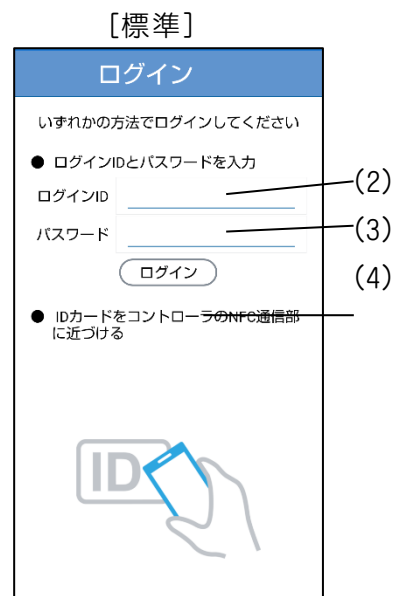 [標準]
ログイン
いずれかの方法でログインしてください
● ログインIDとパスワードを入力
ログインID
(2)
パスワード
(3)
ログイン
(4)
● IDカードをコントローラのNFC通信部
に近づける
ID